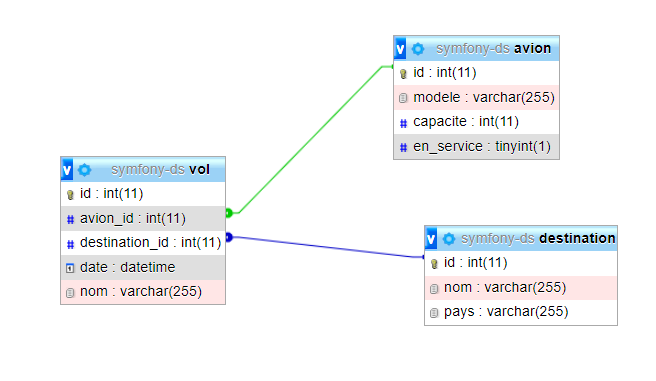 v symfony-ds avion
id : int(11)
modele : varchar(255)
# capacite : int(11)
# en_service : tinyint(1)
v symfony-ds vol
id : int(11)
# avion_id : int(11)
# destination_id : int(11)
date : datetime
nom : varchar(255)
v symfony-ds destination
id : int(11)
nom : varchar(255)
pays : varchar(255)